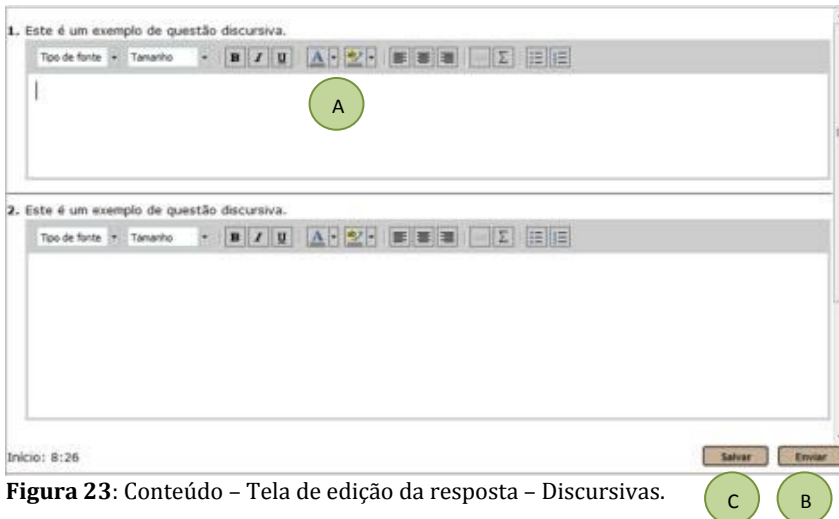 1. Este é um exemplo de questão discursiva.
Tipo de fonte Tamanho B I U A Σ
A
2. Este é um exemplo de questão discursiva.
Tipo de fonte Tamanho B I U A Σ
Início: 8:26 Salvar Enviar
Figura 23: Conteúdo – Tela de edição da resposta – Discursivas. C B